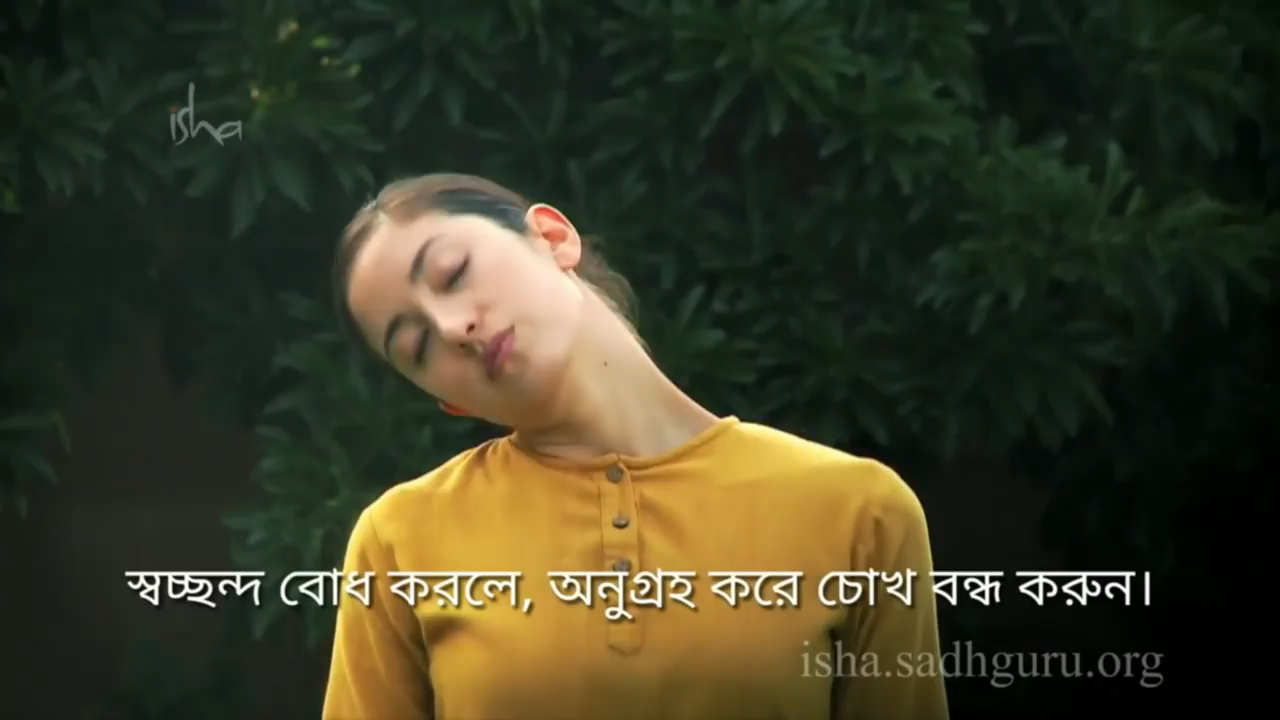 isha
স্বচ্ছন্দ বোধ করলে, অনুগ্রহ করে চোখ বন্ধ করুন।
isha.sadhguru.org